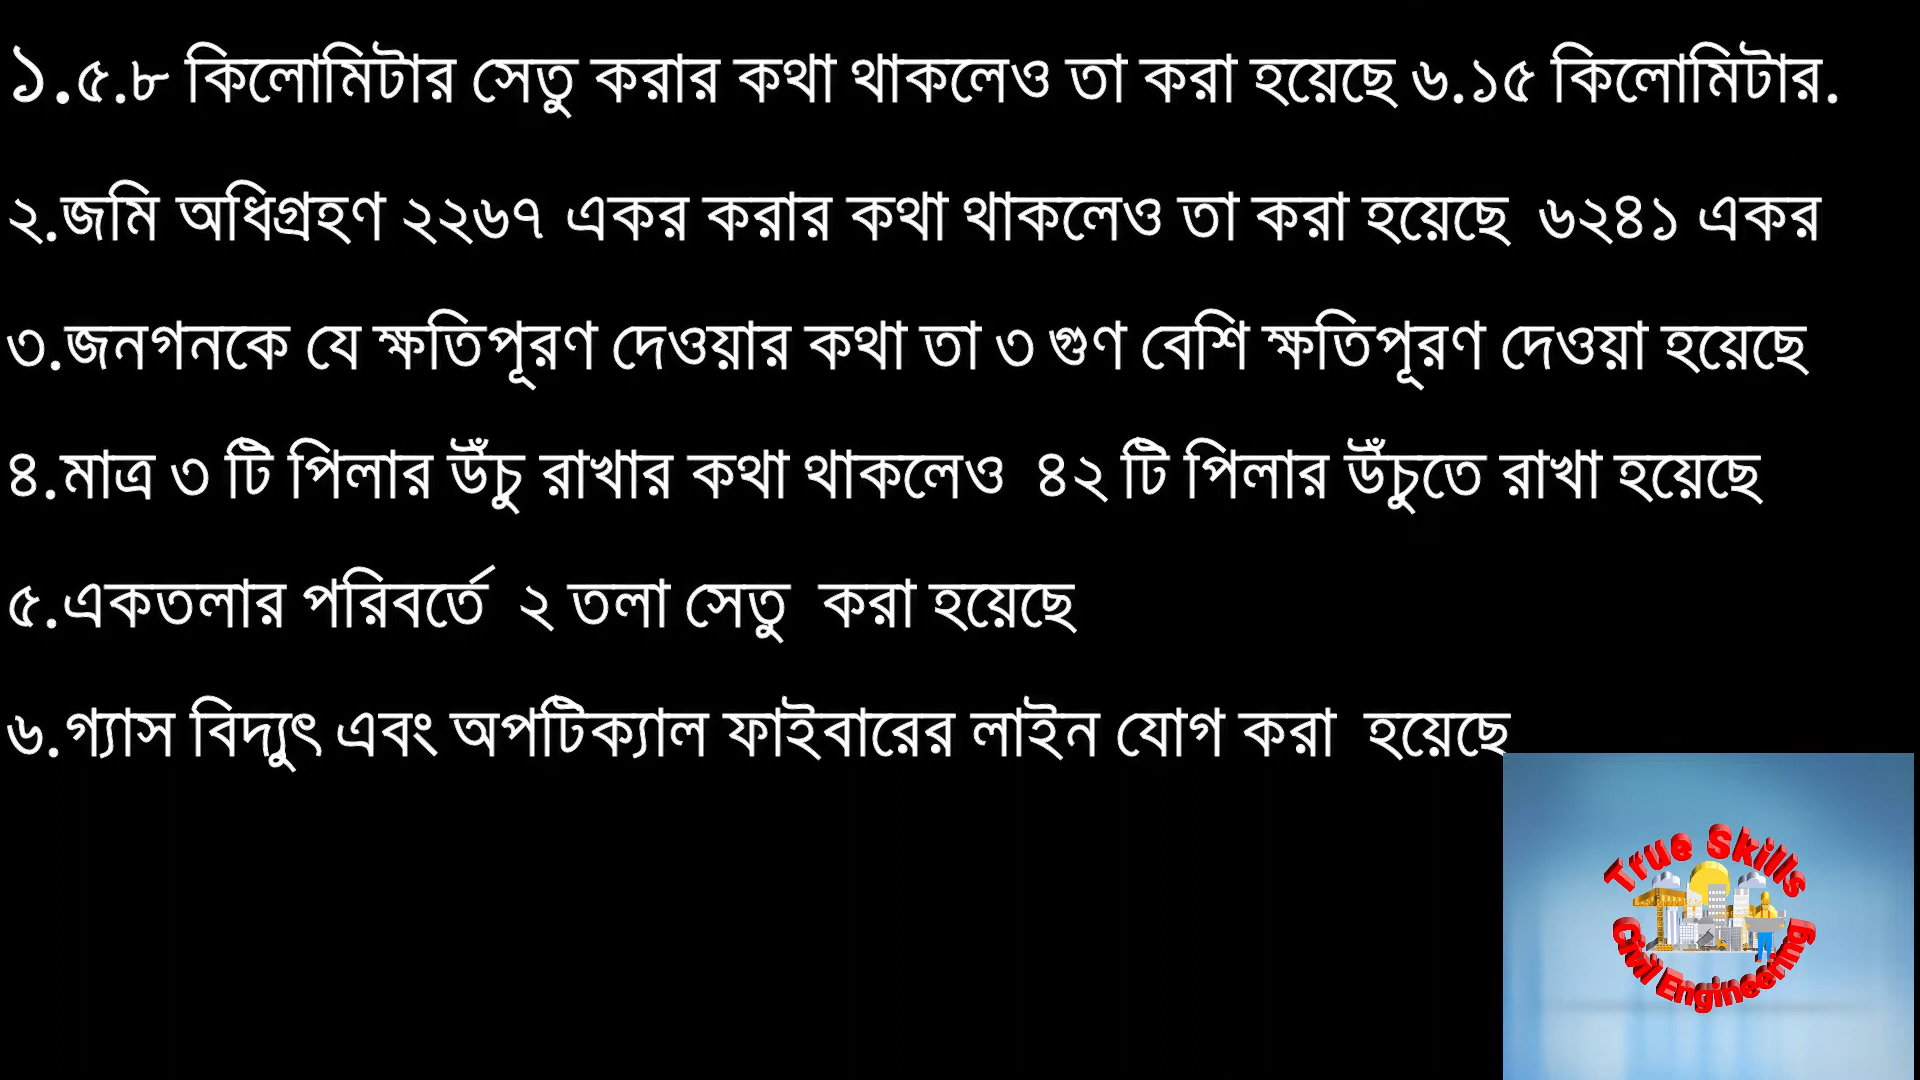 ১.৫.৮ কিলোমিটার সেতু করার কথা থাকলেও তা করা হয়েছে ৬.১৫ কিলোমিটার.
২.জমি অধিগ্রহণ ২২৬৭ একর করার কথা থাকলেও তা করা হয়েছে ৬২৪১ একর
৩.জনগনকে যে ক্ষতিপূরণ দেওয়ার কথা তা ৩ গুণ বেশি ক্ষতিপূরণ দেওয়া হয়েছে
৪.মাত্র ৩ টি পিলার উঁচু রাখার কথা থাকলেও ৪২ টি পিলার উঁচুতে রাখা হয়েছে
৫.একতলার পরিবর্তে ২ তলা সেতু করা হয়েছে
৬.গ্যাস বিদ্যুৎ এবং অপটিক্যাল ফাইবারের লাইন যোগ করা হয়েছে
True Skills
Civil Engineering